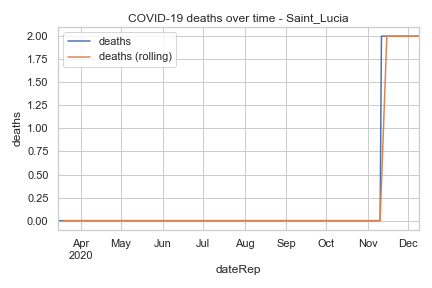 COVID-19 deaths over time - Saint_Lucia
deaths
deaths (rolling)
2.00
1.75
1.50
1.25
1.00
0.75
0.50
0.25
0.00
deaths
Apr May Jun Jul Aug Sep Oct Nov Dec
2020
dateRep